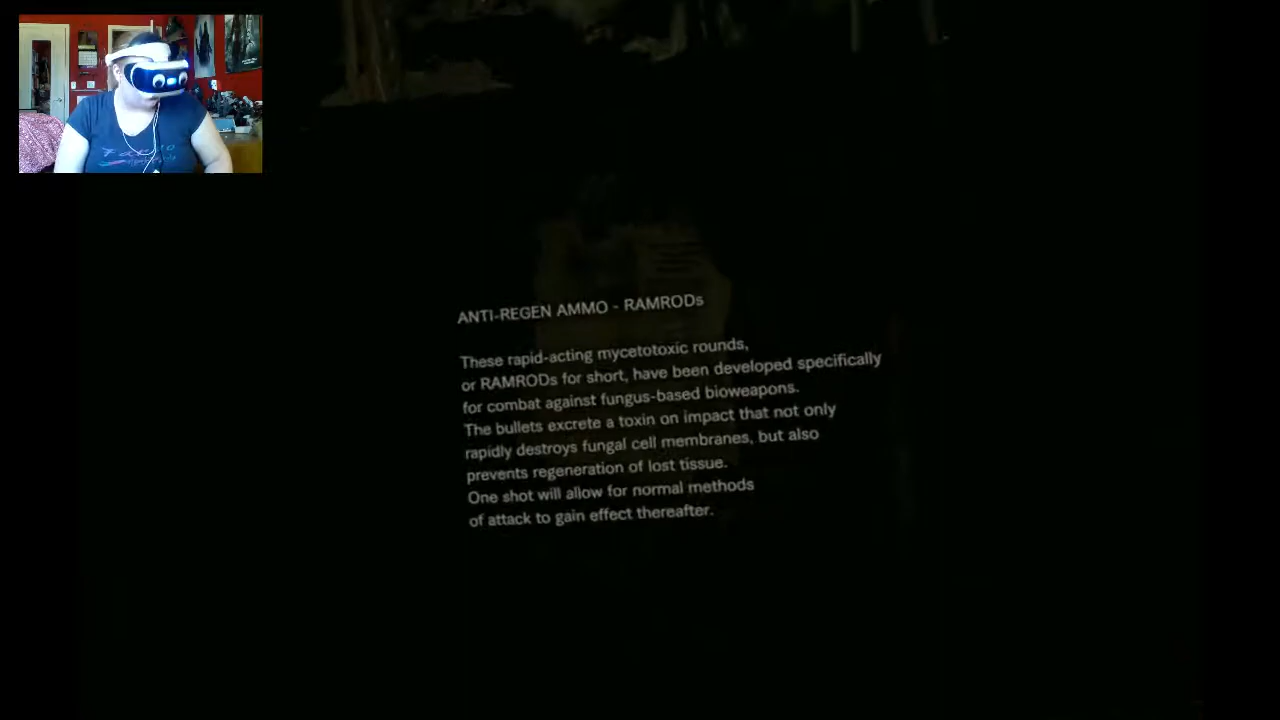 ANTI-REGEN AMMO - RAMRODs
These rapid-acting mycetotoxic rounds,
or RAMRODs for short, have been developed specifically
for combat against fungus-based bioweapons.
The bullets excrete a toxin on impact that not only
rapidly destroys fungal cell membranes, but also
prevents regeneration of lost tissue.
One shot will allow for normal methods
of attack to gain effect thereafter.